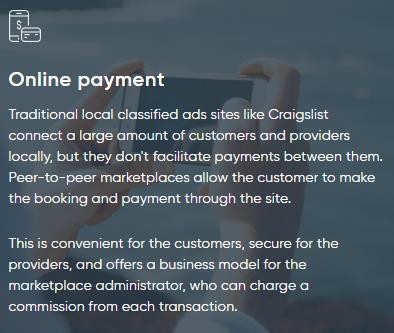 Online payment
Traditional local classified ads sites like Craigslist
connect a large amount of customers and providers
locally, but they don't facilitate payments between them.
Peer-to-peer marketplaces allow the customer to make
the booking and payment through the site.
This is convenient for the customers, secure for the
providers, and offers a business model for the
marketplace administrator, who can charge a
commission from each transaction.